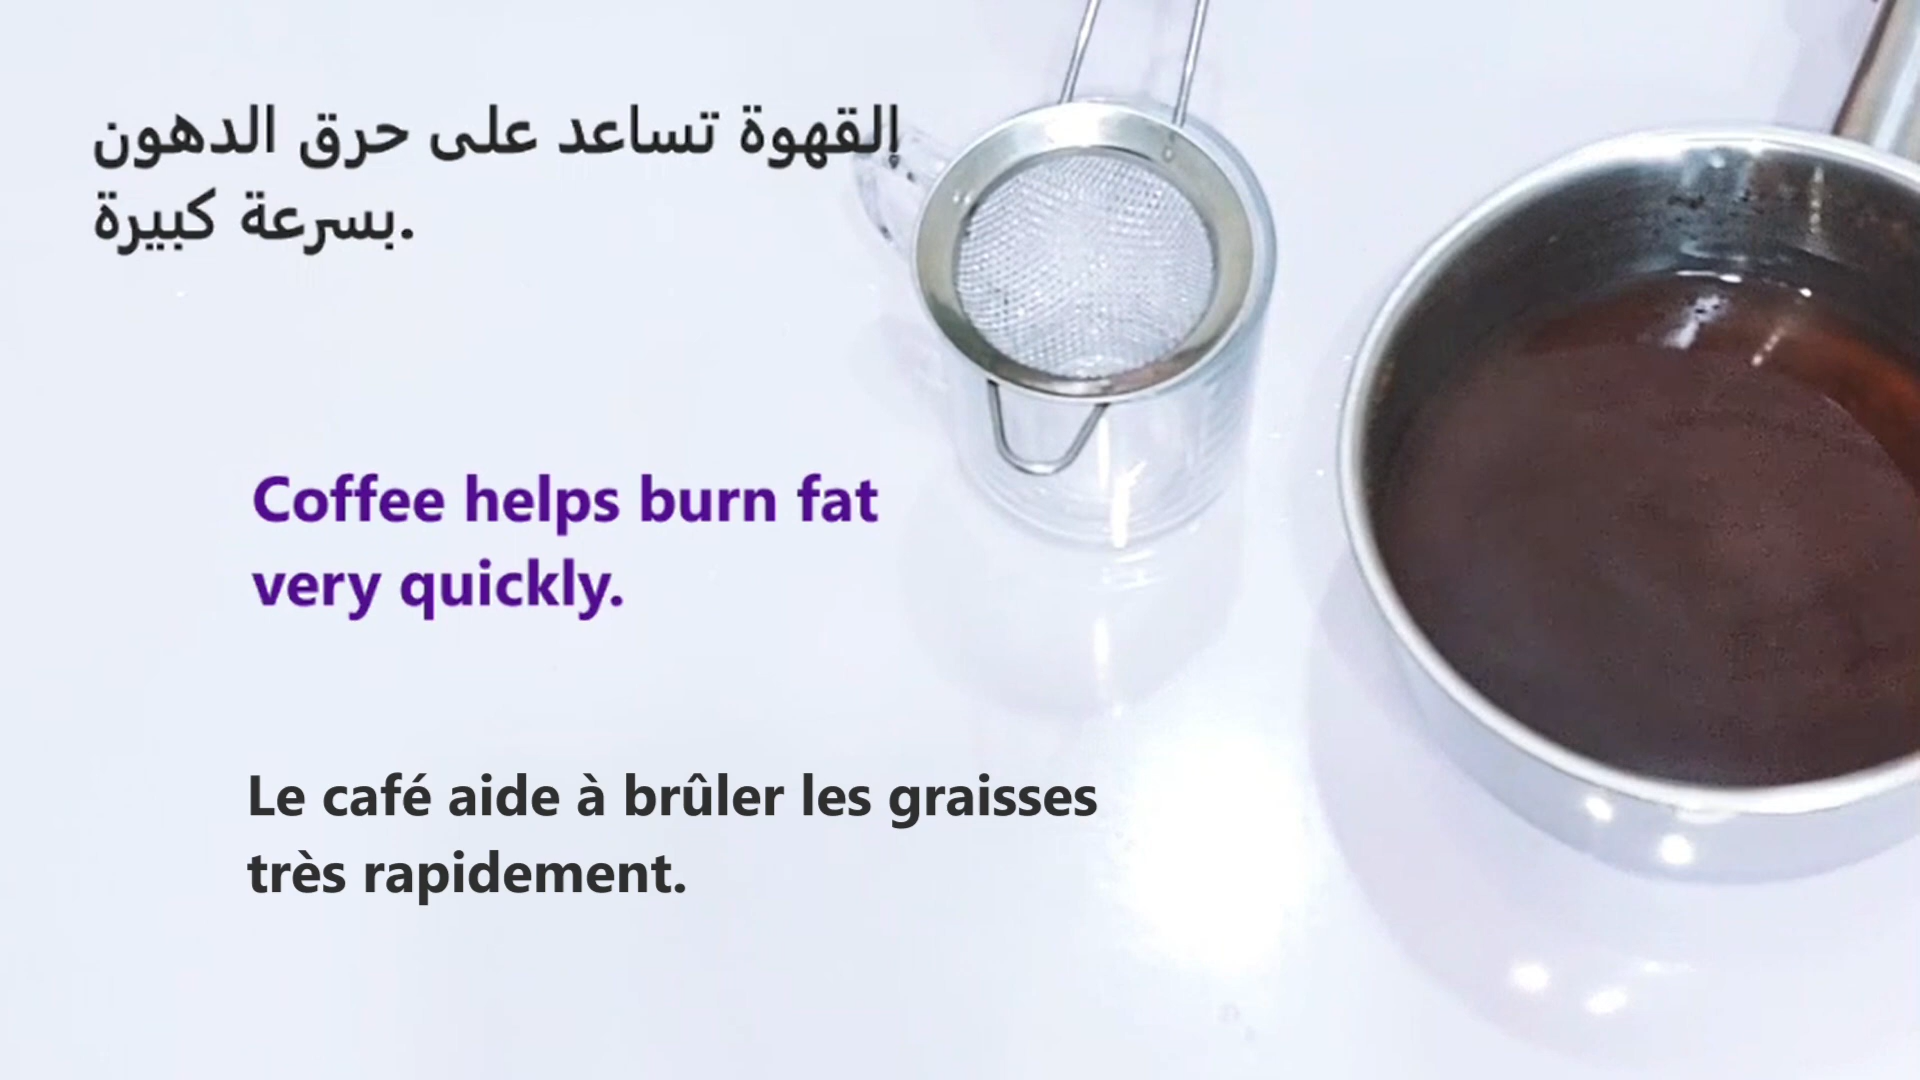 إلقهوة تساعد على حرق الدهون
بسرعة كبيرة.
Coffee helps burn fat
very quickly.
Le café aide à brûler les graisses
très rapidement.